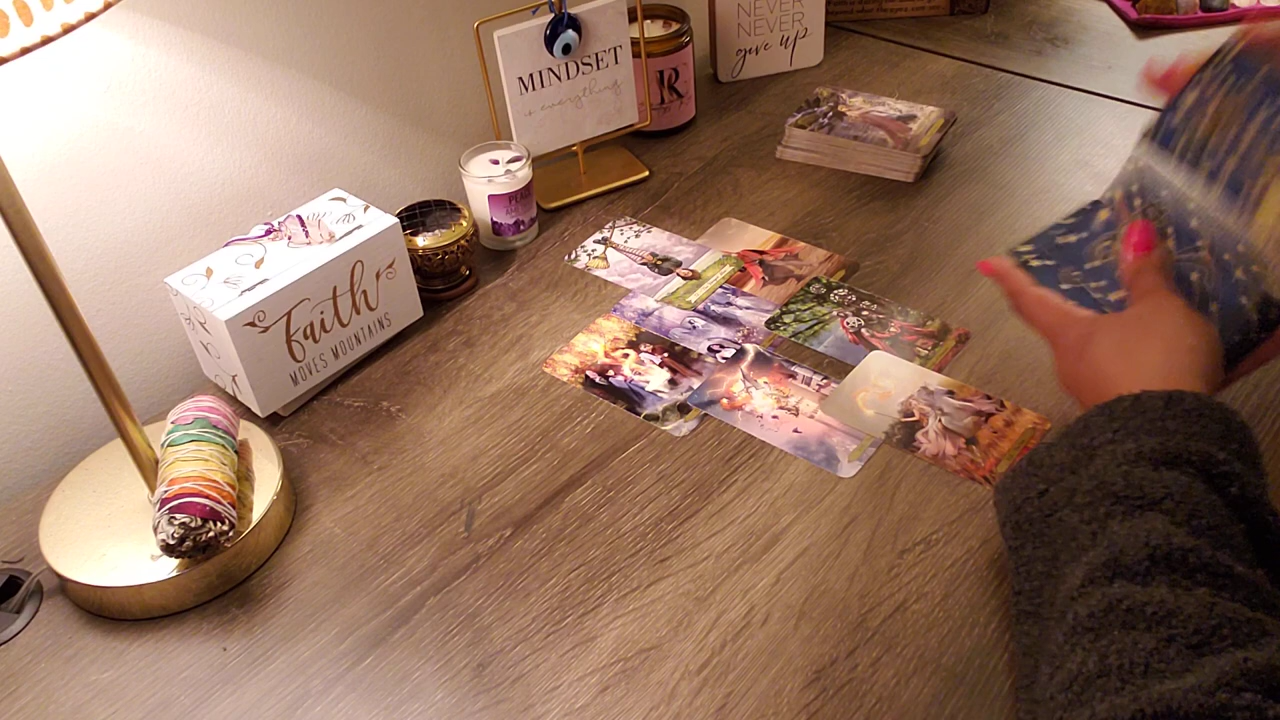 NEVER
NEVER
give up
MINDSET
is everything
R
Faith
MOVES MOUNTAINS